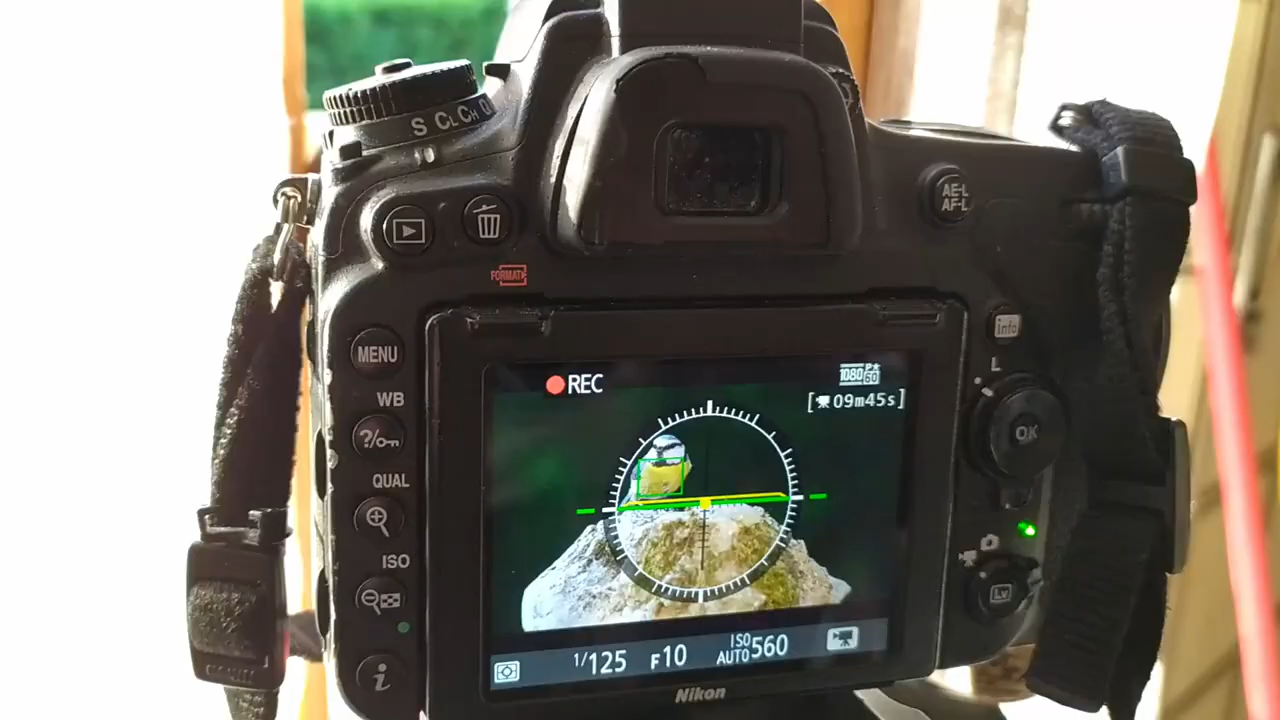 S CL CH Q
AE-L
AF-L
FORMAT
info
MENU
L
REC
1080 60
[09m45s]
WB
OK
?/
QUAL
ISO
Lv
1/125 F10 ISO AUTO 560
i
Nikon